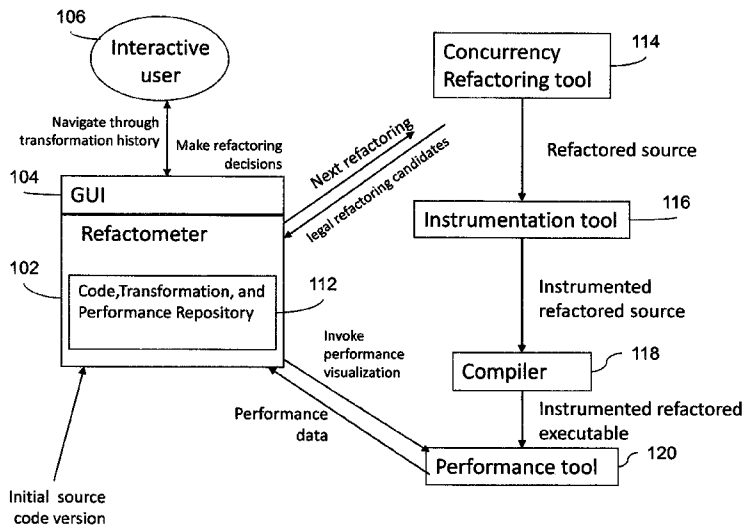 106
Interactive
user
Navigate through
transformation history
Make refactoring
decisions
104
GUI
Refactometer
102
Code,Transformation, and
Performance Repository
112
Next refactoring
legal refactoring candidates
Invoke
performance
visualization
Performance
data
Initial source
code version
Concurrency
Refactoring tool
114
Refactored source
Instrumentation tool
116
Instrumented
refactored source
118
Compiler
Instrumented refactored
executable
Performance tool
120